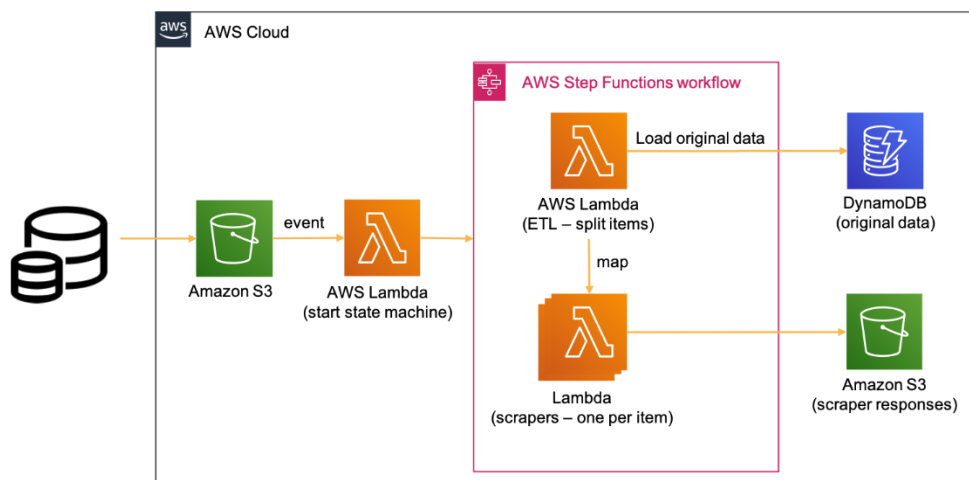 aws
AWS Cloud
AWS Step Functions workflow
Load original data
AWS Lambda
(ETL – split items)
DynamoDB
(original data)
event
map
Amazon S3
AWS Lambda
(start state machine)
Lambda
(scrapers – one per item)
Amazon S3
(scraper responses)